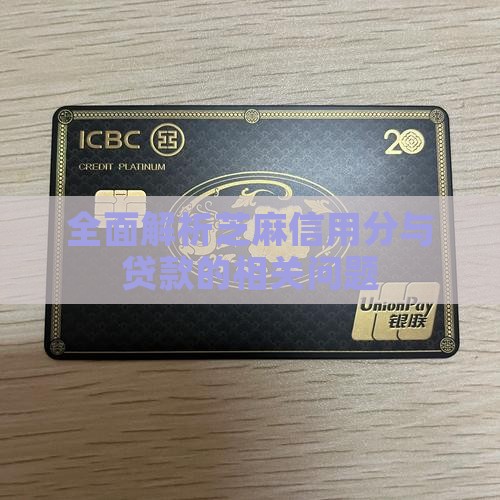 ICBC
20
CREDIT PLATINUM
全面解析芝麻信用分与
贷款的相关问题
UnionPay
银联